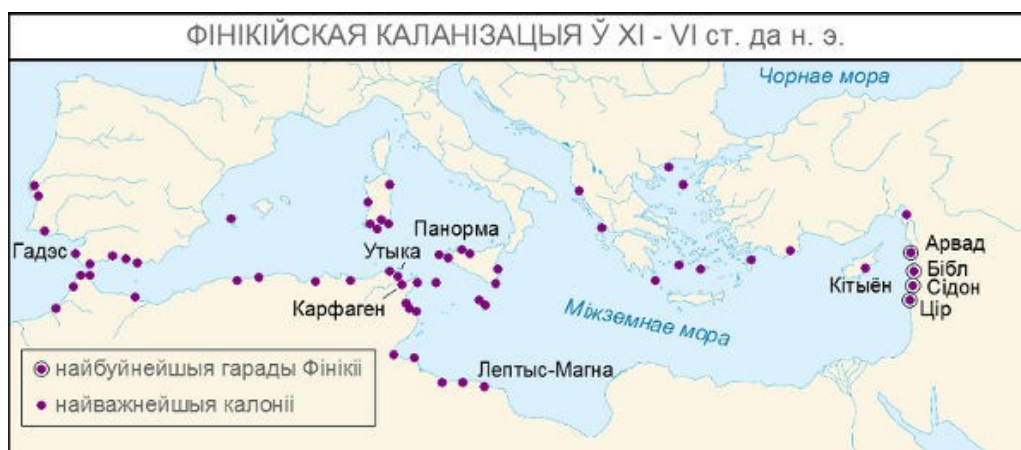 ФІНІКІЙСКАЯ КАЛАНІЗАЦЫЯ Ў XI - VI ст. да н. э.
Чорнае мора
Гадэс
Утыка
Панорма
Карфаген
Арвад
Бібл
Кітыён
Сідон
Цір
Міжземнае мора
Лептыс-Магна
найбуйнейшыя гарады Фінікіі
найважнейшыя калоніі